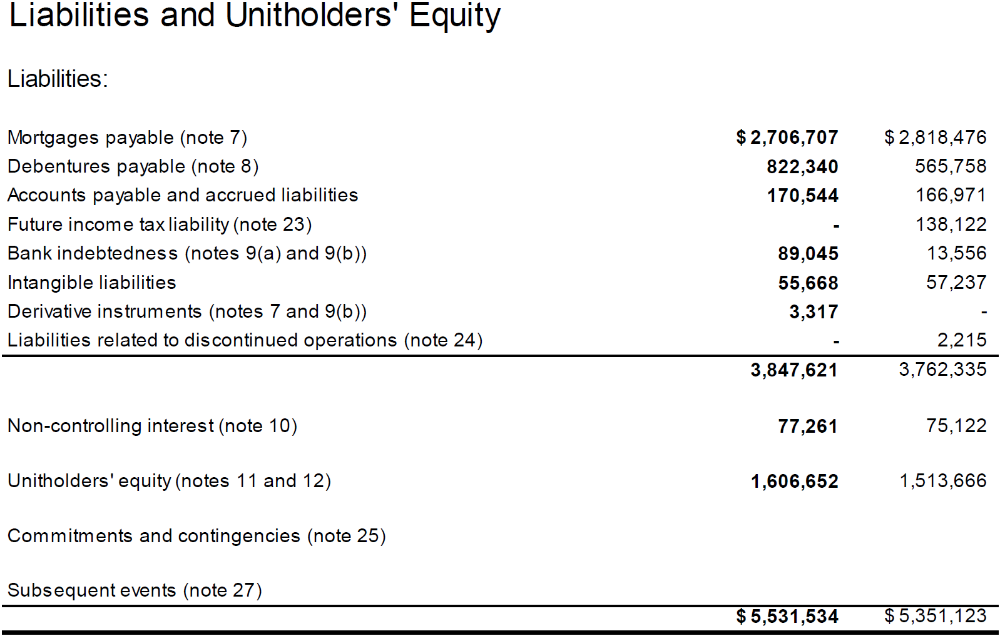 Liabilities and Unitholders' Equity
Liabilities:
Mortgages payable (note 7) $ 2,706,707 $ 2,818,476
Debentures payable (note 8) 822,340 565,758
Accounts payable and accrued liabilities 170,544 166,971
Future income tax liability (note 23) - 138,122
Bank indebtedness (notes 9(a) and 9(b)) 89,045 13,556
Intangible liabilities 55,668 57,237
Derivative instruments (notes 7 and 9(b)) 3,317 -
Liabilities related to discontinued operations (note 24) - 2,215
3,847,621 3,762,335
Non-controlling interest (note 10) 77,261 75,122
Unitholders' equity (notes 11 and 12) 1,606,652 1,513,666
Commitments and contingencies (note 25)
Subsequent events (note 27)
$ 5,531,534 $ 5,351,123